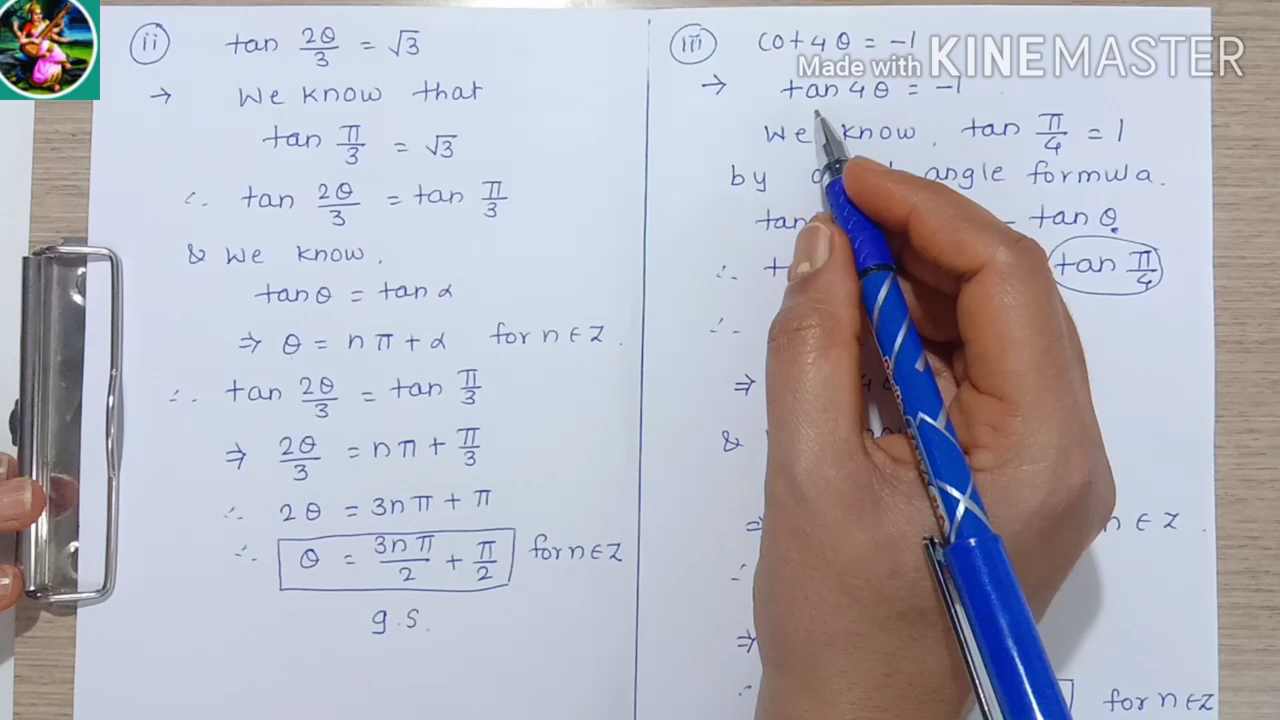 ii tan 2θ/3 = √3
→ We know that
tan π/3 = √3
∴ tan 2θ/3 = tan π/3
& We know,
tanθ = tanα
⇒ θ = nπ + α for n ∈ Z.
∴ tan 2θ/3 = tan π/3
⇒ 2θ/3 = nπ + π/3
∴ 2θ = 3nπ + π
∴ θ = 3nπ/2 + π/2 for n ∈ Z
g.s.
iii cot 4θ = -1
Made with KINEMASTER
→ tan 4θ = -1
We know, tan π/4 = 1
by angle formula.
tan - tan θ
∴ tan π/4
∴
⇒
&
⇒ n ∈ Z.
∴
⇒
∴ for n ∈ Z